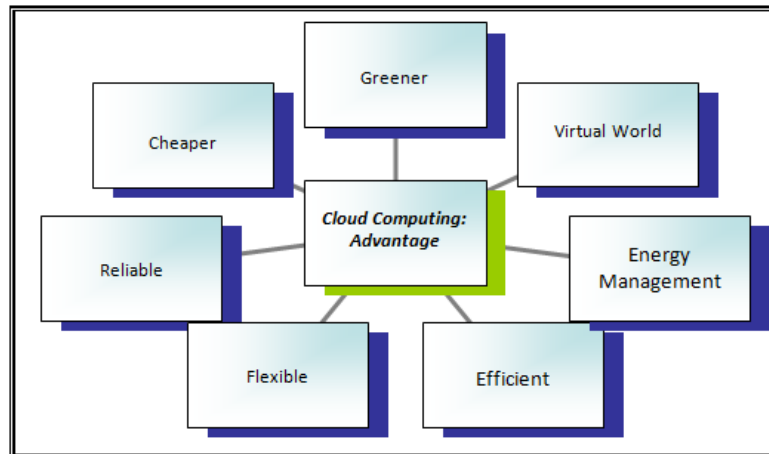 Greener
Cheaper
Virtual World
Cloud Computing:
Advantage
Reliable
Energy
Management
Flexible
Efficient